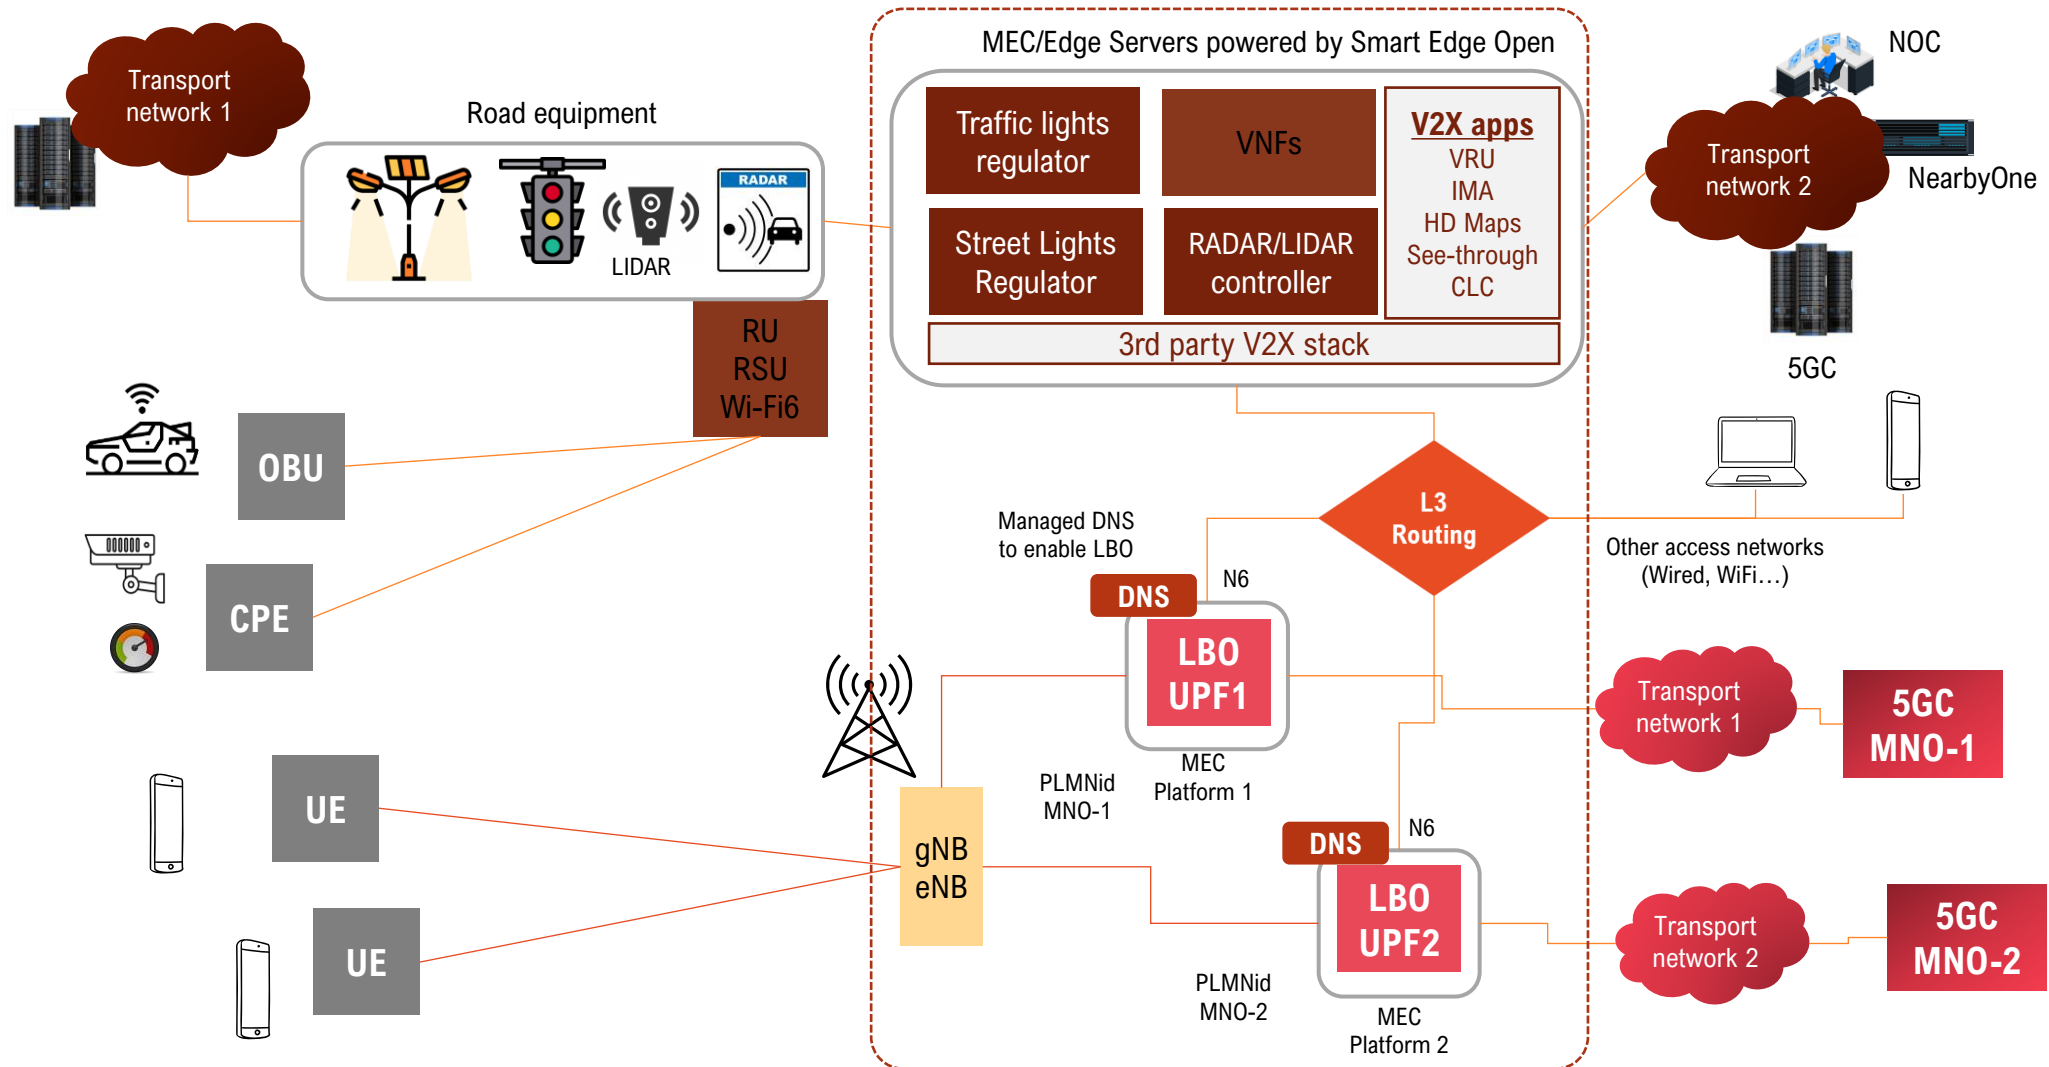 MEC/Edge Servers powered by Smart Edge Open
NOC
Transport
network 1
Road equipment
Traffic lights
regulator
VNFs
V2X apps
VRU
IMA
HD Maps
See-through
CLC
Transport
network 2
NearbyOne
RADAR
LIDAR
Street Lights
Regulator
RADAR/LIDAR
controller
3rd party V2X stack
5GC
RU
RSU
Wi-Fi6
OBU
CPE
L3
Routing
Managed DNS
to enable LBO
Other access networks
(Wired, WiFi...)
N6
DNS
LBO
UPF1
MEC
Platform 1
PLMNid
MNO-1
Transport
network 1
5GC
MNO-1
UE
UE
gNB
eNB
N6
DNS
LBO
UPF2
PLMNid
MNO-2
MEC
Platform 2
Transport
network 2
5GC
MNO-2